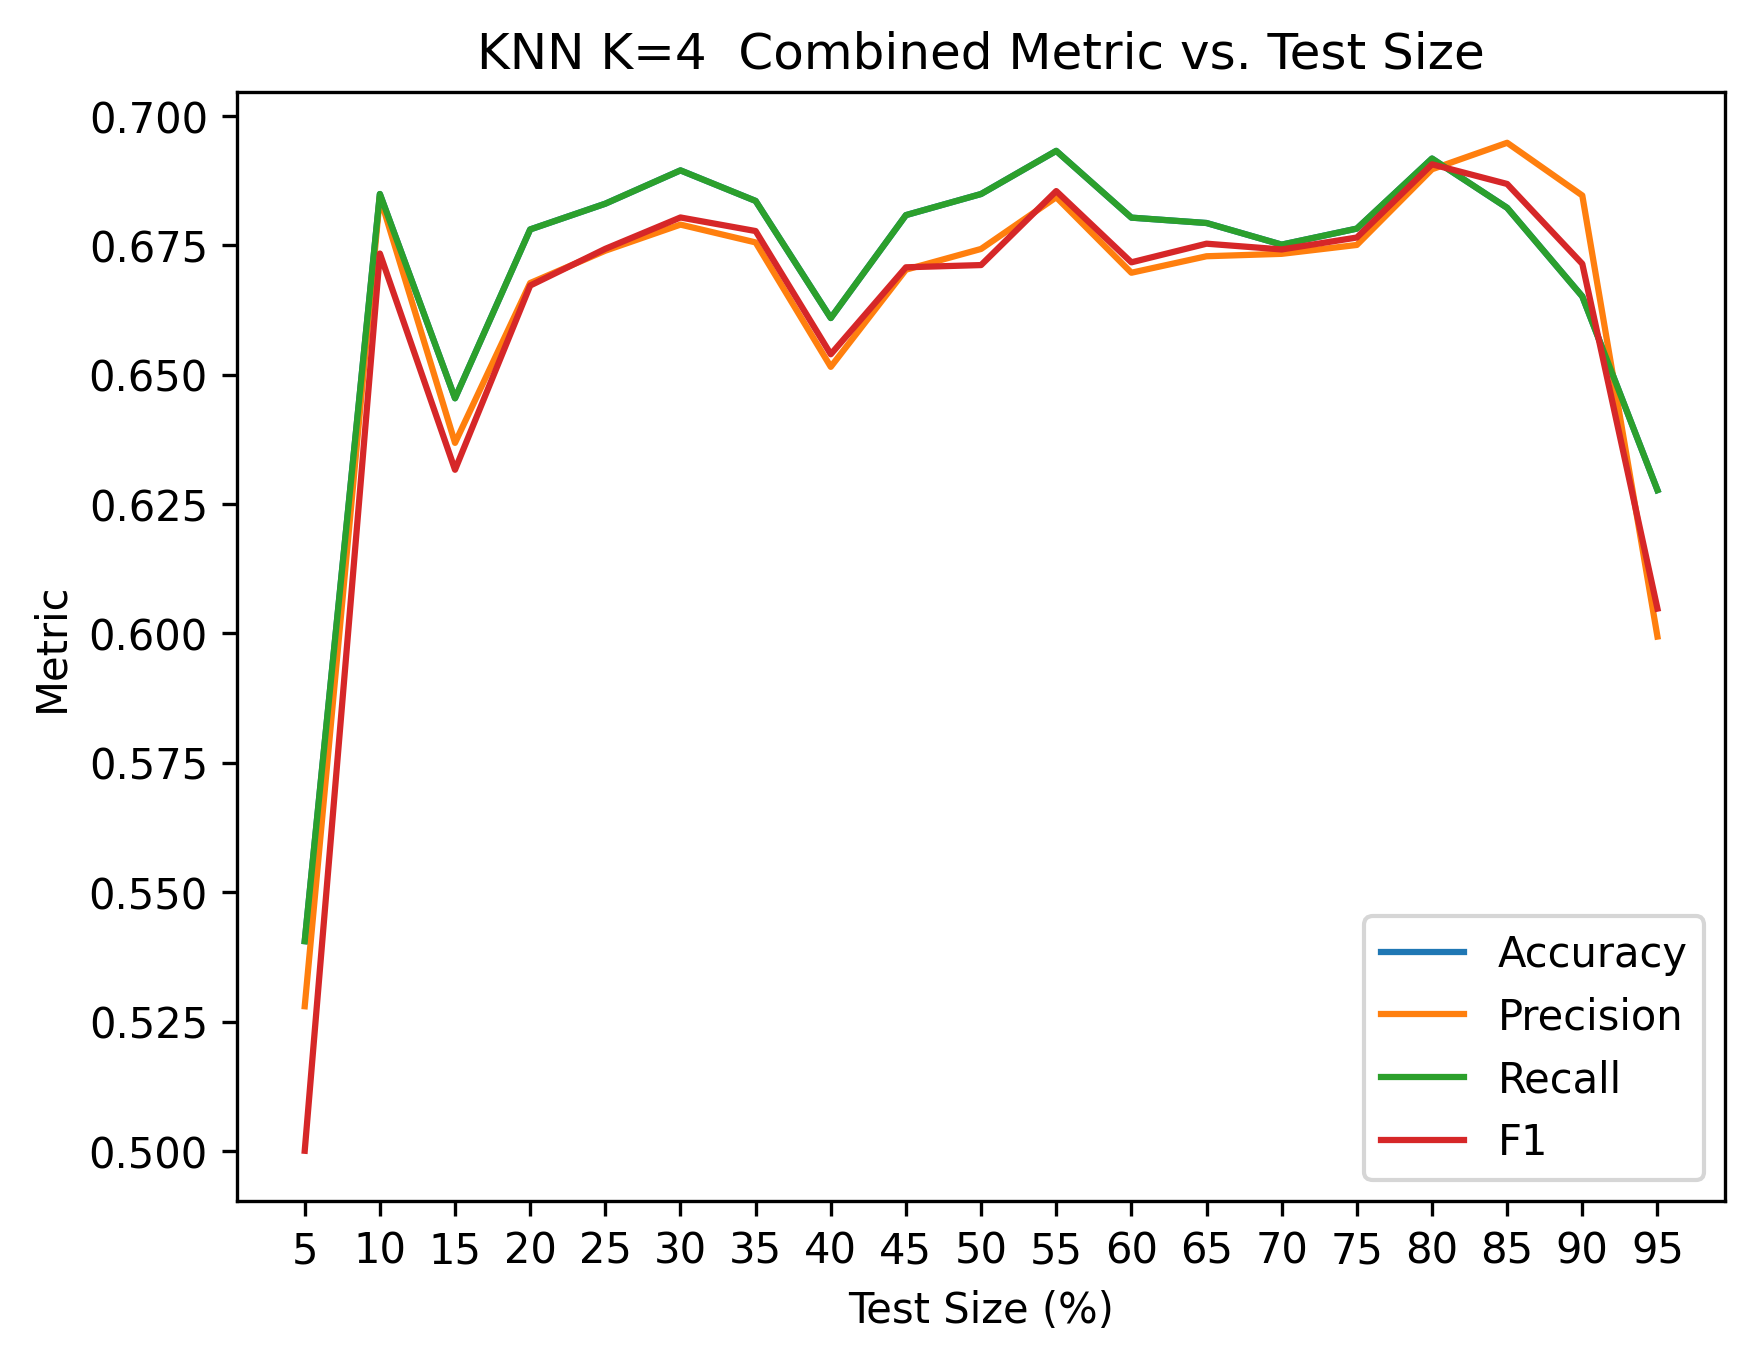 KNN K=4  Combined Metric vs. Test Size
0.700
0.675
0.650
0.625
0.600
0.575
0.550
0.525
0.500
Metric
Accuracy
Precision
Recall
F1
5 10 15 20 25 30 35 40 45 50 55 60 65 70 75 80 85 90 95
Test Size (%)